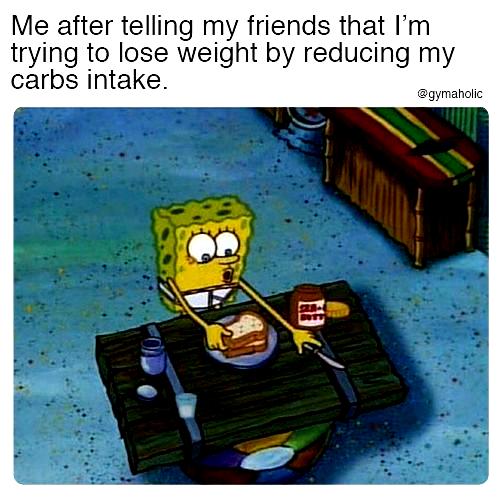 Me after telling my friends that I’m
trying to lose weight by reducing my
carbs intake.
@gymaholic